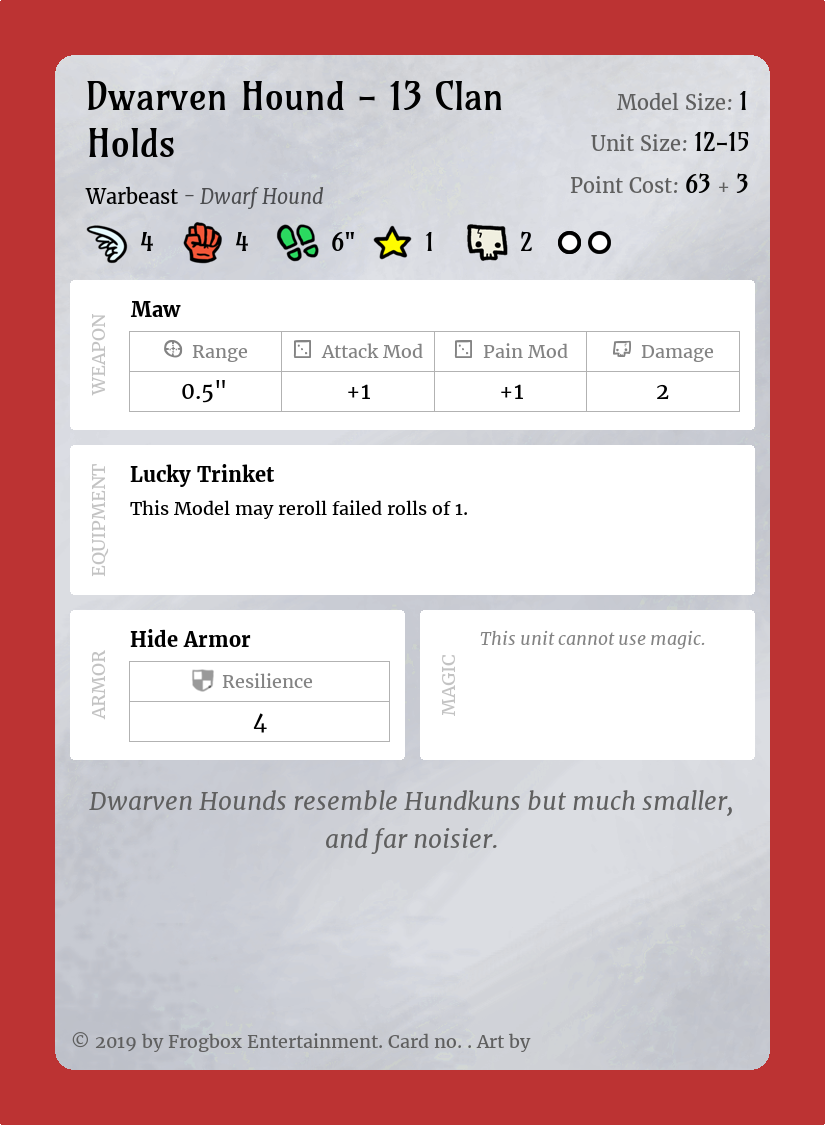 Dwarven Hound – 13 Clan
Holds
Model Size: 1
Unit Size: 12–15
Point Cost: 63 + 3
Warbeast – Dwarf Hound
4 4 6" 1 2
WEAPON
Maw
Range Attack Mod Pain Mod Damage
0.5" +1 +1 2
EQUIPMENT
Lucky Trinket
This Model may reroll failed rolls of 1.
ARMOR
Hide Armor
Resilience
4
MAGIC
This unit cannot use magic.
Dwarven Hounds resemble Hundkuns but much smaller,
and far noisier.
© 2019 by Frogbox Entertainment. Card no. . Art by